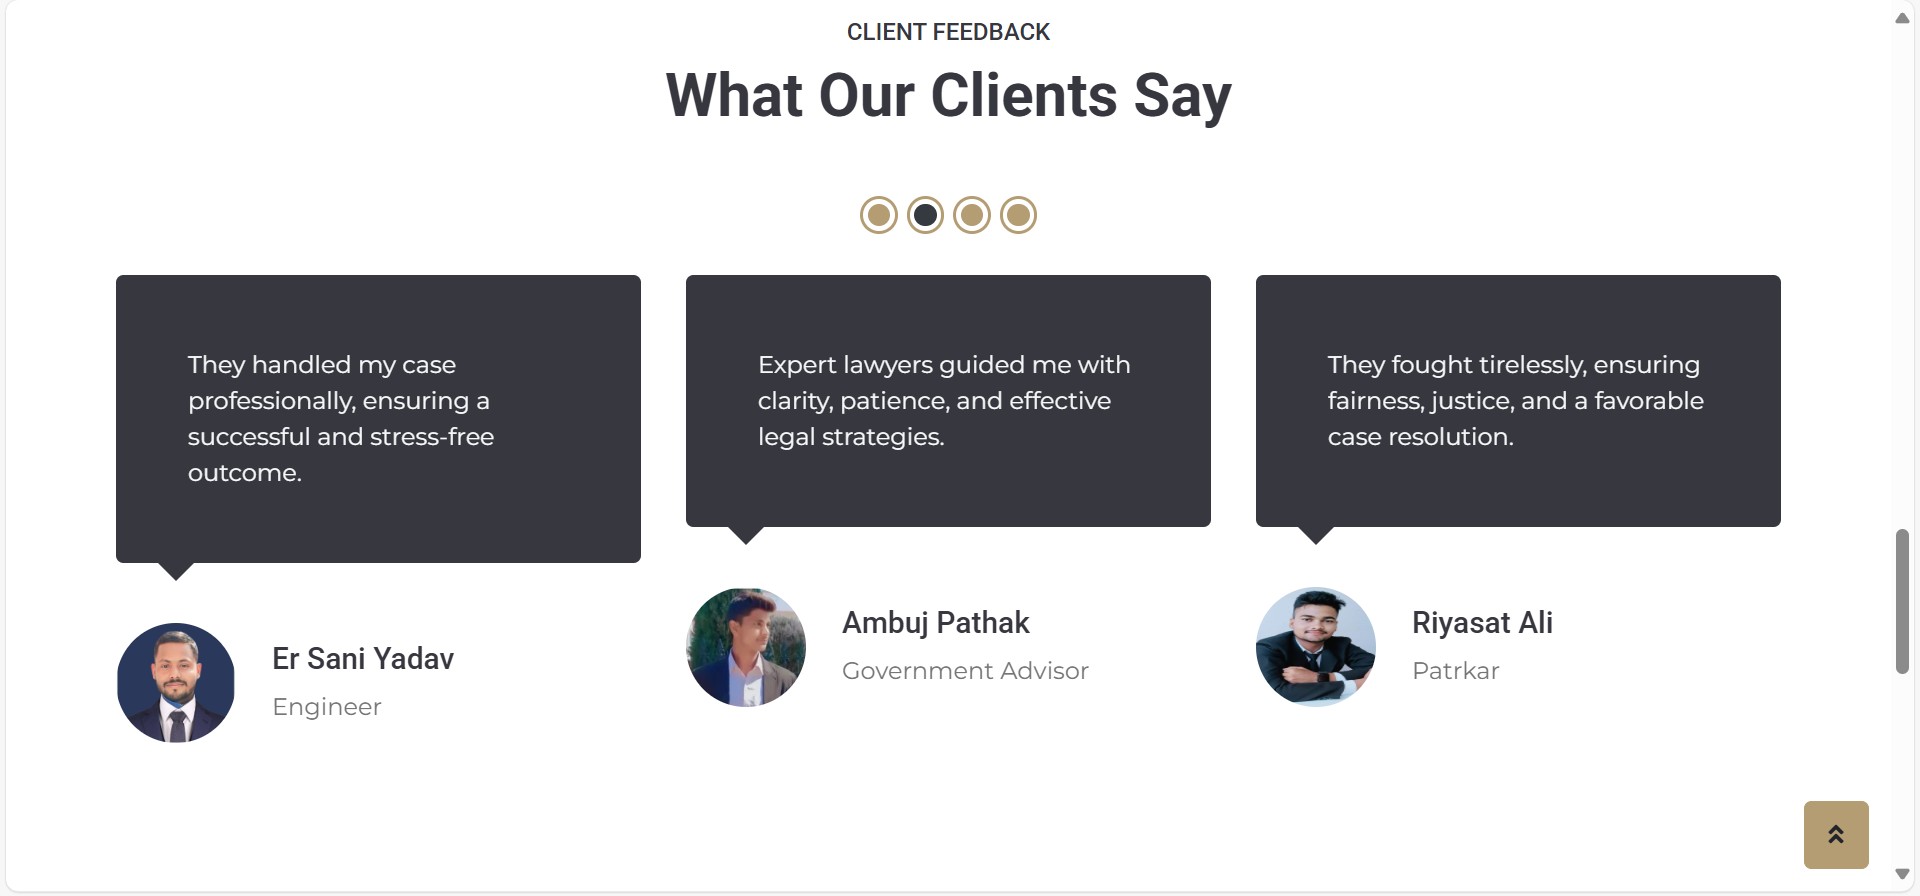 CLIENT FEEDBACK
What Our Clients Say
They handled my case
professionally, ensuring a
successful and stress-free
outcome.
Er Sani Yadav
Engineer
Expert lawyers guided me with
clarity, patience, and effective
legal strategies.
Ambuj Pathak
Government Advisor
They fought tirelessly, ensuring
fairness, justice, and a favorable
case resolution.
Riyasat Ali
Patrkar